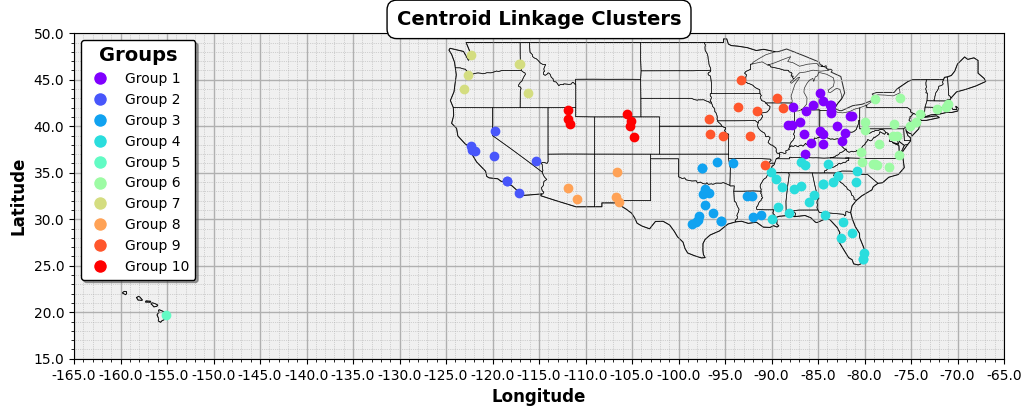 Centroid Linkage Clusters
Groups
Group 1
Group 2
Group 3
Group 4
Group 5
Group 6
Group 7
Group 8
Group 9
Group 10
Latitude
50.0
45.0
40.0
35.0
30.0
25.0
20.0
15.0
-165.0 -160.0 -155.0 -150.0 -145.0 -140.0 -135.0 -130.0 -125.0 -120.0 -115.0 -110.0 -105.0 -100.0 -95.0 -90.0 -85.0 -80.0 -75.0 -70.0 -65.0
Longitude